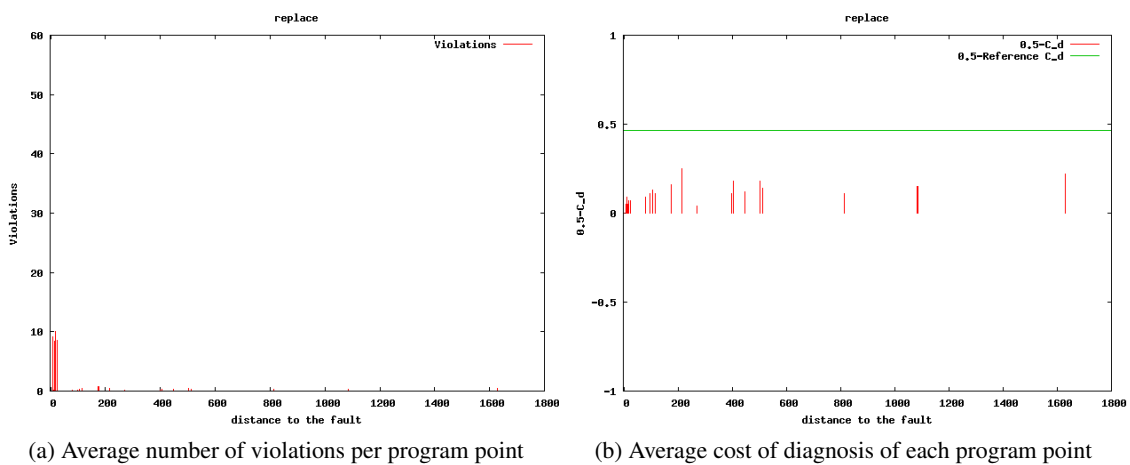 replace
60
50
40
30
20
10
0
Violations
Violations
0 200 400 600 800 1000 1200 1400 1600 1800
distance to the fault
(a) Average number of violations per program point
replace
1
0.5
0
-0.5
-1
0.5-C_d
0.5-C_d
0.5-Reference C_d
0 200 400 600 800 1000 1200 1400 1600 1800
distance to the fault
(b) Average cost of diagnosis of each program point